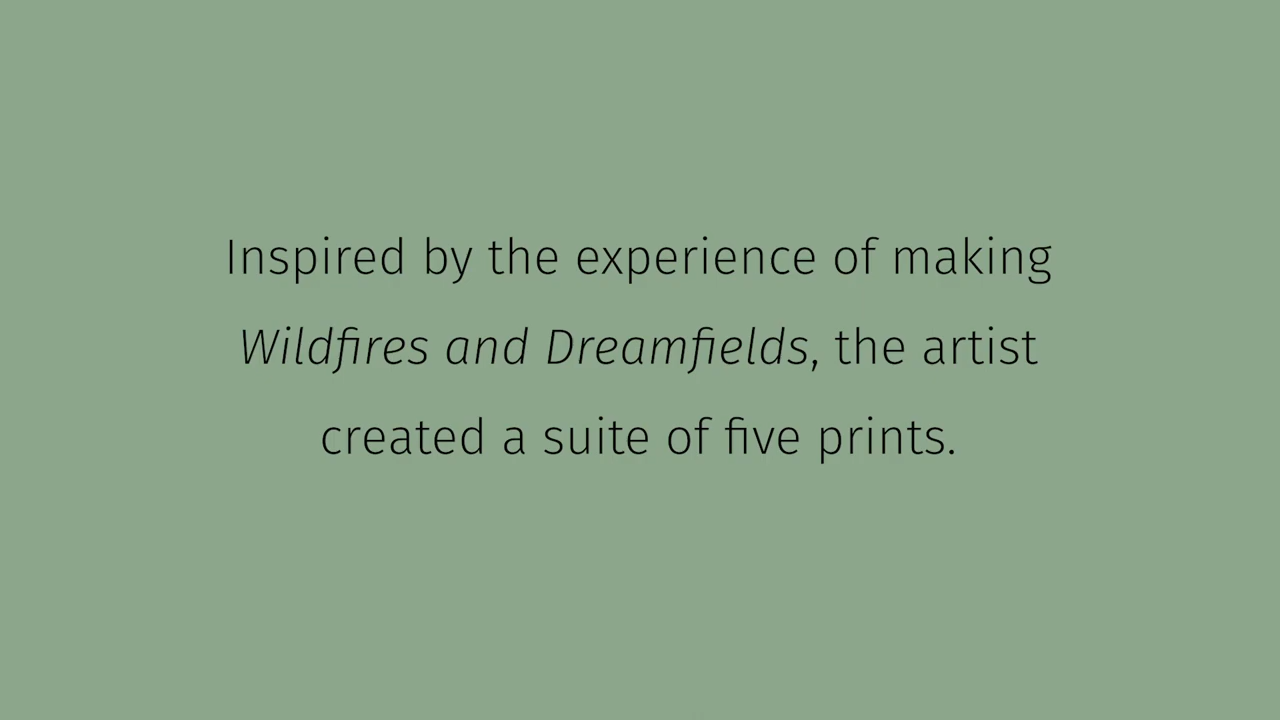 Inspired by the experience of making
Wildfires and Dreamfields, the artist
created a suite of five prints.